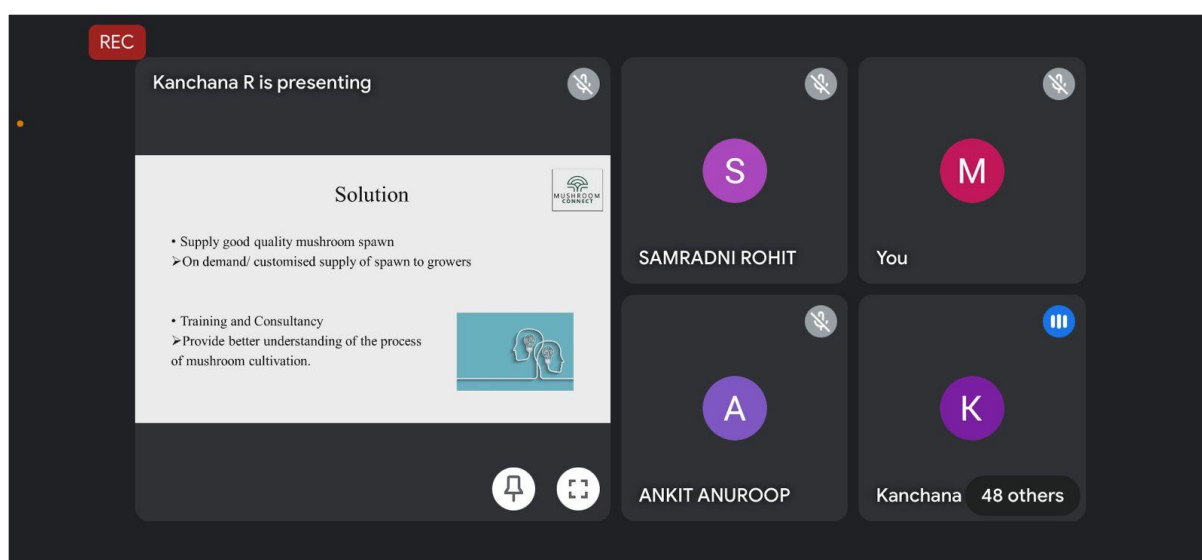 REC
Kanchana R is presenting
Solution
MUSHROOM
CONNECT
• Supply good quality mushroom spawn
➢On demand/ customised supply of spawn to growers
• Training and Consultancy
➢Provide better understanding of the process
of mushroom cultivation.
S
SAMRADNI ROHIT
M
You
A
ANKIT ANUROOP
K
Kanchana
48 others